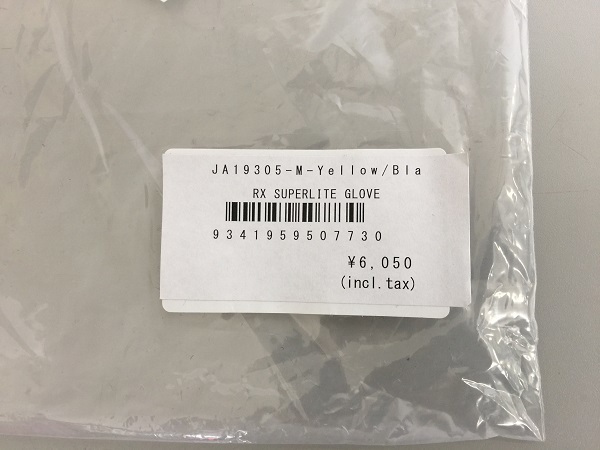 JA19305-M-Yellow/Bla
RX SUPERLITE GLOVE
9341959507730
¥6,050
(incl.tax)